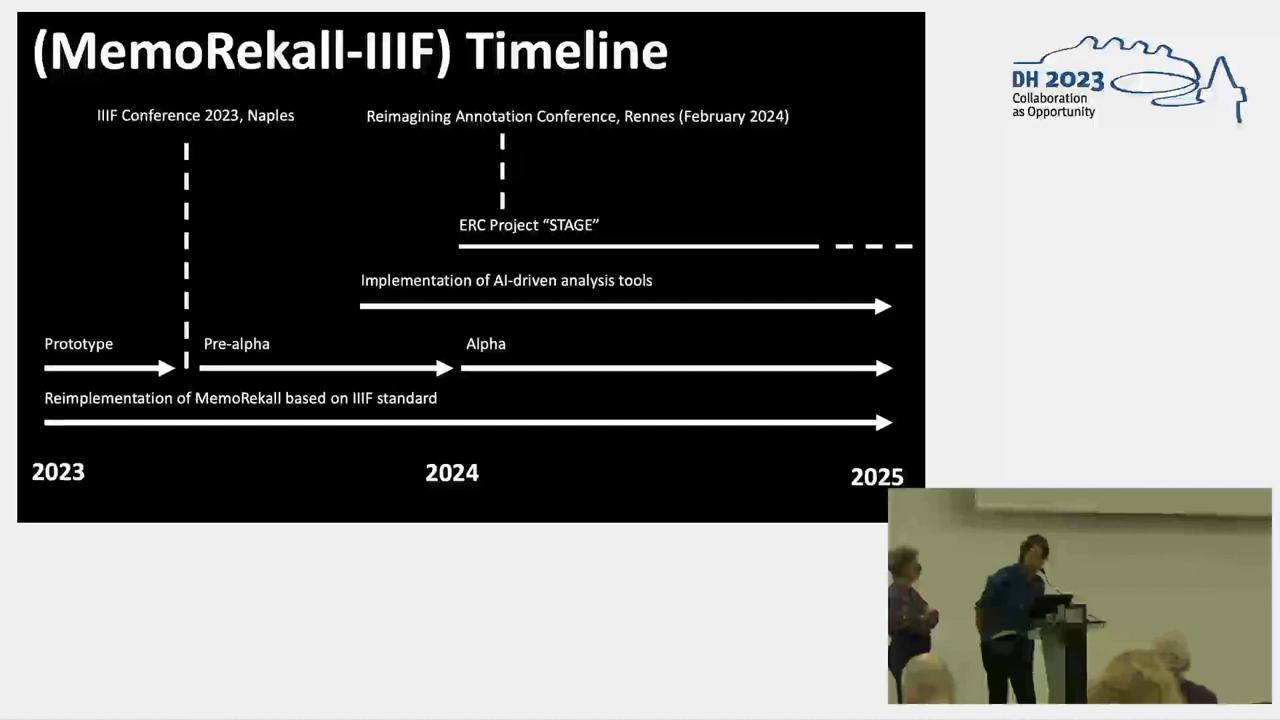 (MemoRekall-IIIF) Timeline
IIIF Conference 2023, Naples
Reimagining Annotation Conference, Rennes (February 2024)
ERC Project “STAGE”
Implementation of AI-driven analysis tools
Prototype
Pre-alpha
Alpha
Reimplementation of MemoRekall based on IIIF standard
2023
2024
2025
DH 2023
Collaboration
as Opportunity